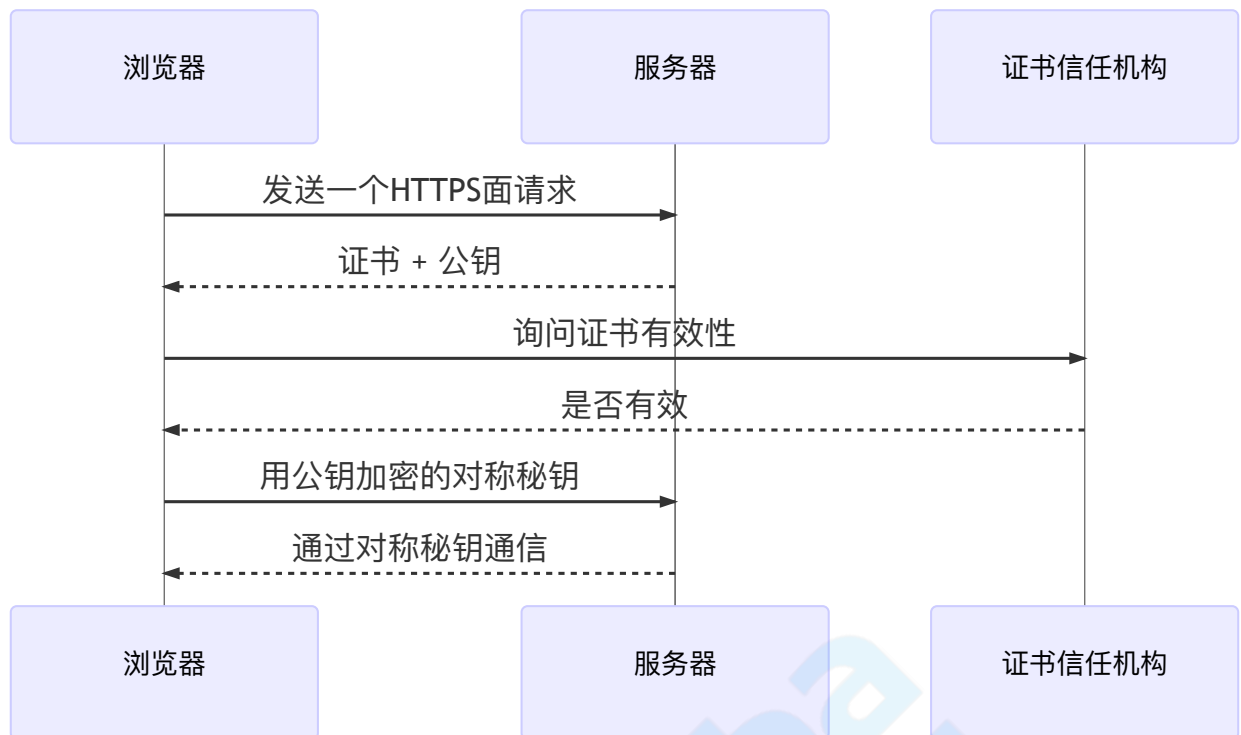 浏览器
服务器
证书信任机构
发送一个HTTPS面请求
证书 + 公钥
询问证书有效性
是否有效
用公钥加密的对称秘钥
通过对称秘钥通信
浏览器
服务器
证书信任机构